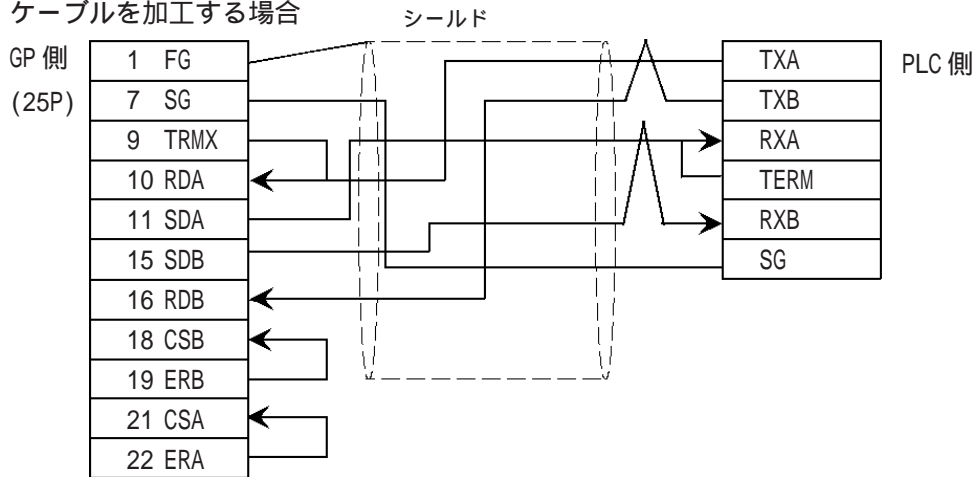 ケーブルを加工する場合
シールド
GP 側
(25P)
1 FG
7 SG
9 TRMX
10 RDA
11 SDA
15 SDB
16 RDB
18 CSB
19 ERB
21 CSA
22 ERA
TXA
TXB
RXA
TERM
RXB
SG
PLC 側